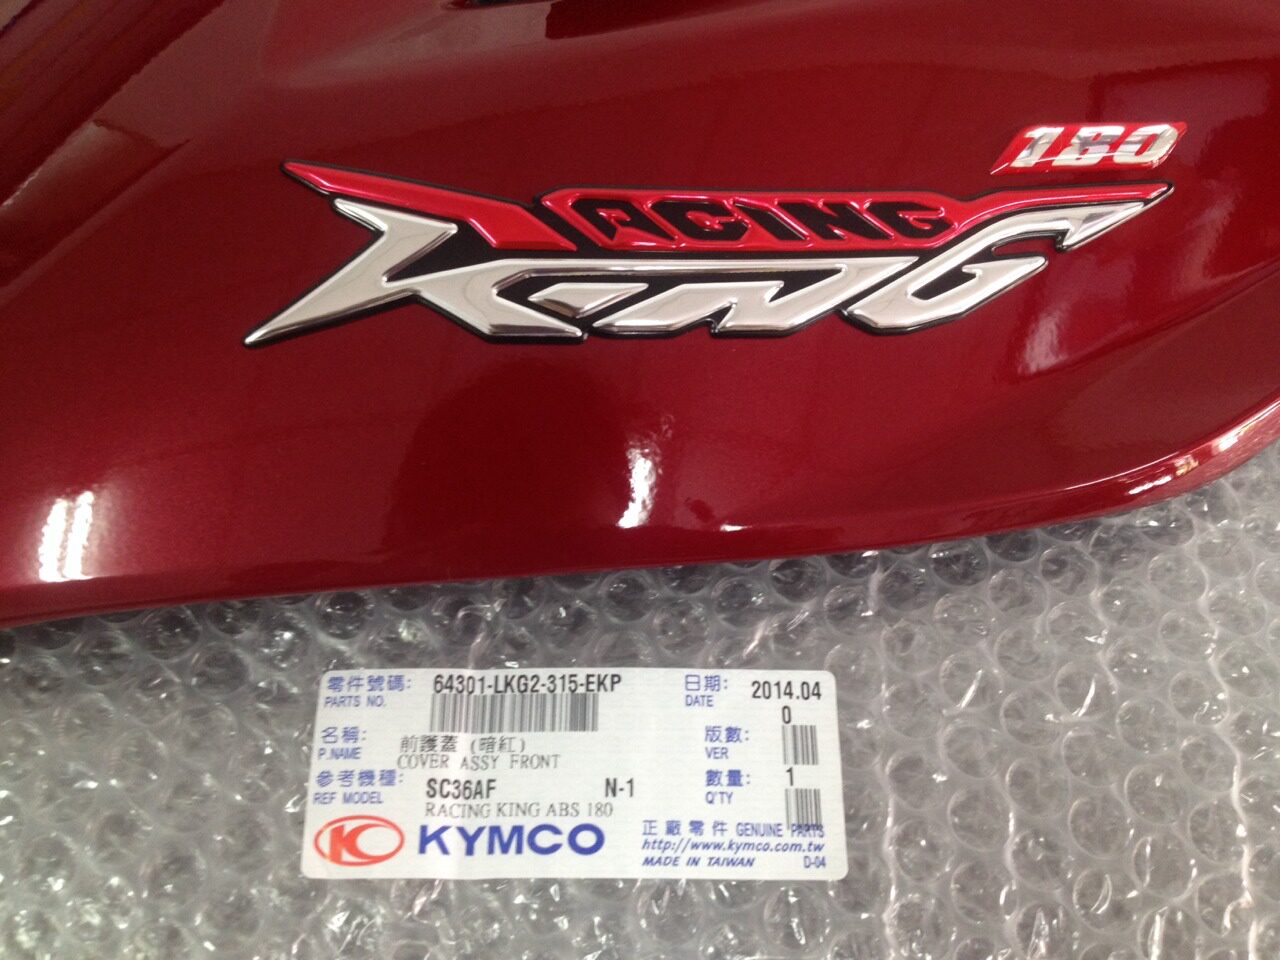 180
RACING
KING
零件號碼: 64301-LKG2-315-EKP 日期: 2014.04
PARTS NO. DATE
0
名稱: 前護蓋 (暗紅) 版數:
P.NAME COVER ASSY FRONT VER
參考機種: SC36AF N-1 數量: 1
REF MODEL RACING KING ABS 180 Q'TY
KYMCO 正廠零件 GENUINE PARTS
http://www.kymco.com.tw
MADE IN TAIWAN D-04